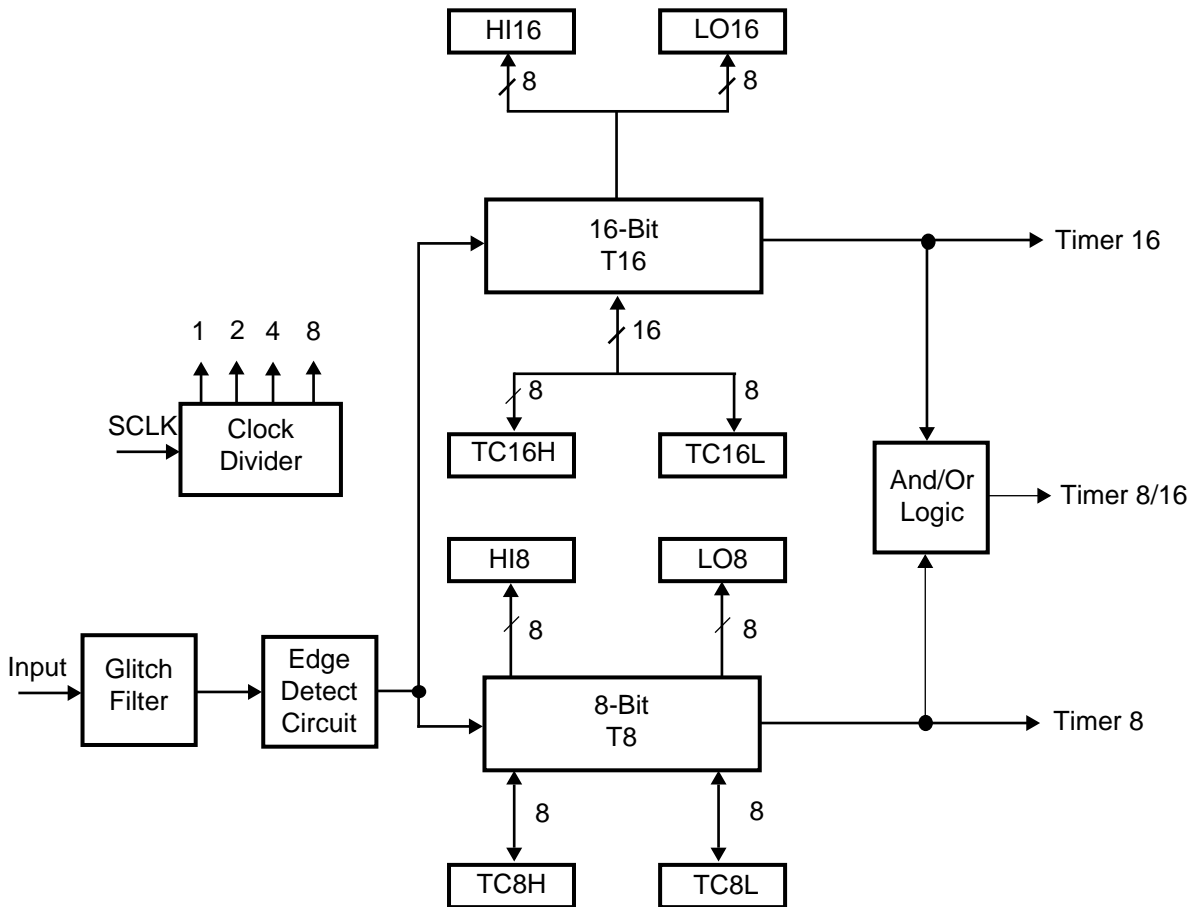 HI16
LO16
8
8
16-Bit
T16
Timer 16
1
2
4
8
16
SCLK
Clock
Divider
8
8
TC16H
TC16L
And/Or
Logic
Timer 8/16
HI8
LO8
8
8
Input
Glitch
Filter
Edge
Detect
Circuit
8-Bit
T8
Timer 8
8
8
TC8H
TC8L